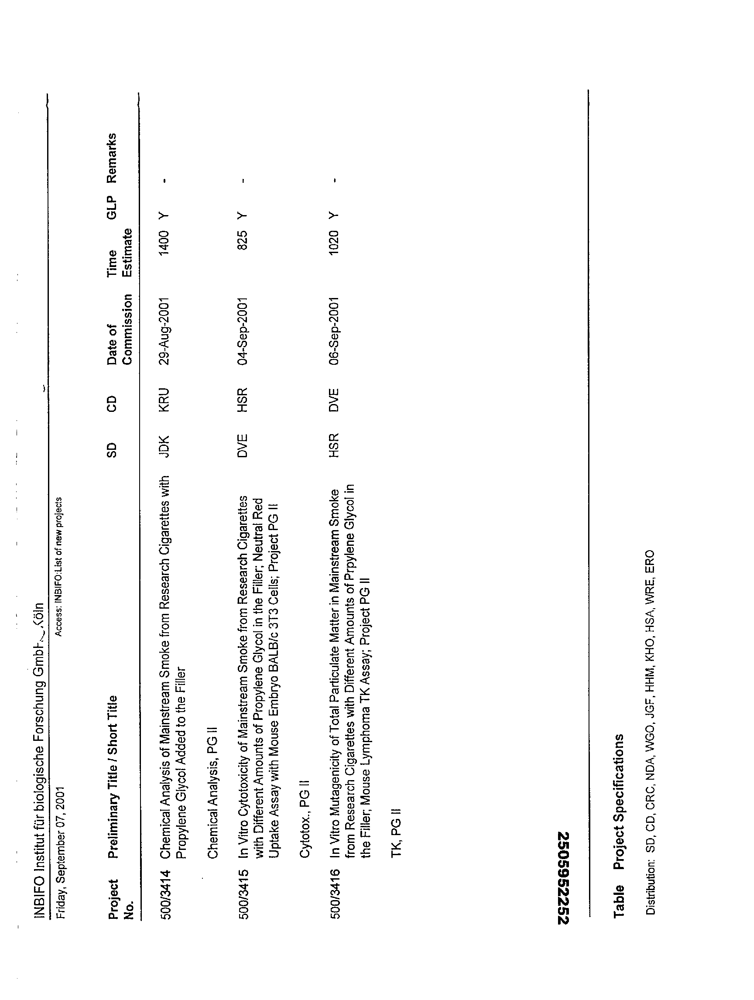 INBIFO Institut für biologische Forschung GmbH, Köln
Friday, September 07, 2001 Access: INBIFO:List of new projects
Project No. Preliminary Title / Short Title SD CD Date of Commission Time Estimate GLP Remarks
500/3414 Chemical Analysis of Mainstream Smoke from Research Cigarettes with JDK KRU 29-Aug-2001 1400 Y -
Propylene Glycol Added to the Filler
Chemical Analysis, PG II
500/3415 In Vitro Cytotoxicity of Mainstream Smoke from Research Cigarettes DVE HSR 04-Sep-2001 825 Y -
with Different Amounts of Propylene Glycol in the Filler; Neutral Red
Uptake Assay with Mouse Embryo BALB/c 3T3 Cells; Project PG II
Cytotox., PG II
500/3416 In Vitro Mutagenicity of Total Particulate Matter in Mainstream Smoke HSR DVE 06-Sep-2001 1020 Y -
from Research Cigarettes with Different Amounts of Prpylene Glycol in
the Filler; Mouse Lymphoma TK Assay; Project PG II
TK, PG II
2505952252
Table Project Specifications
Distribution: SD, CD, CRC, NDA, WGO, JGF, HHM, KHO, HSA, WRE, ERO